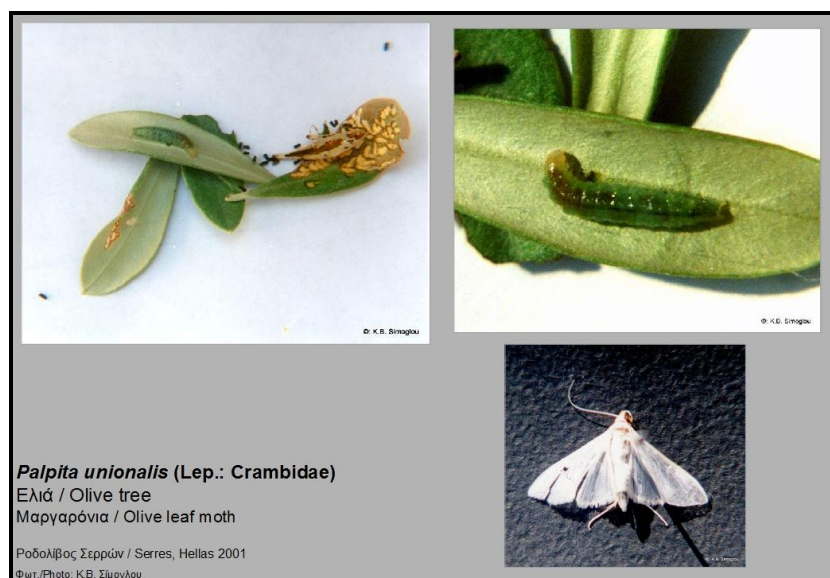 ©: K.B. Simoglou
©: K.B. Simoglou
©: K.B. Simoglou
Palpita unionalis (Lep.: Crambidae)
Ελιά / Olive tree
Μαργαρόνια / Olive leaf moth
Ροδολίβος Σερρών / Serres, Hellas 2001
Φωτ./Photo: Κ.Β. Σίμογλου